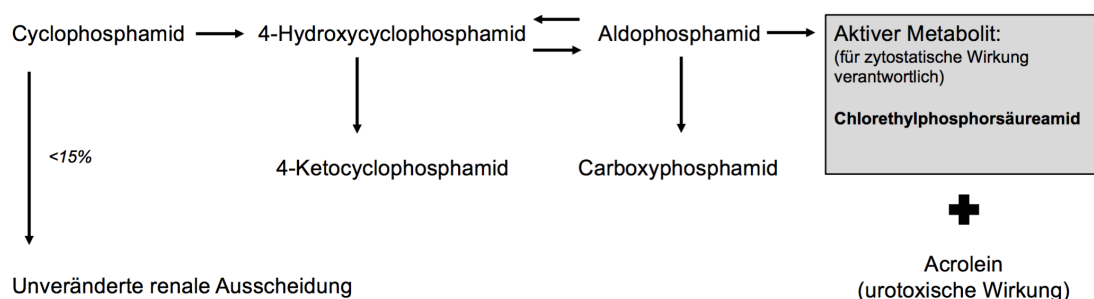 Cyclophosphamid
4-Hydroxycyclophosphamid
Aldophosphamid
Aktiver Metabolit:
(für zytostatische Wirkung
verantwortlich)
Chlorethylphosphorsäureamid
<15%
4-Ketocyclophosphamid
Carboxyphosphamid
Unveränderte renale Ausscheidung
Acrolein
(urotoxische Wirkung)